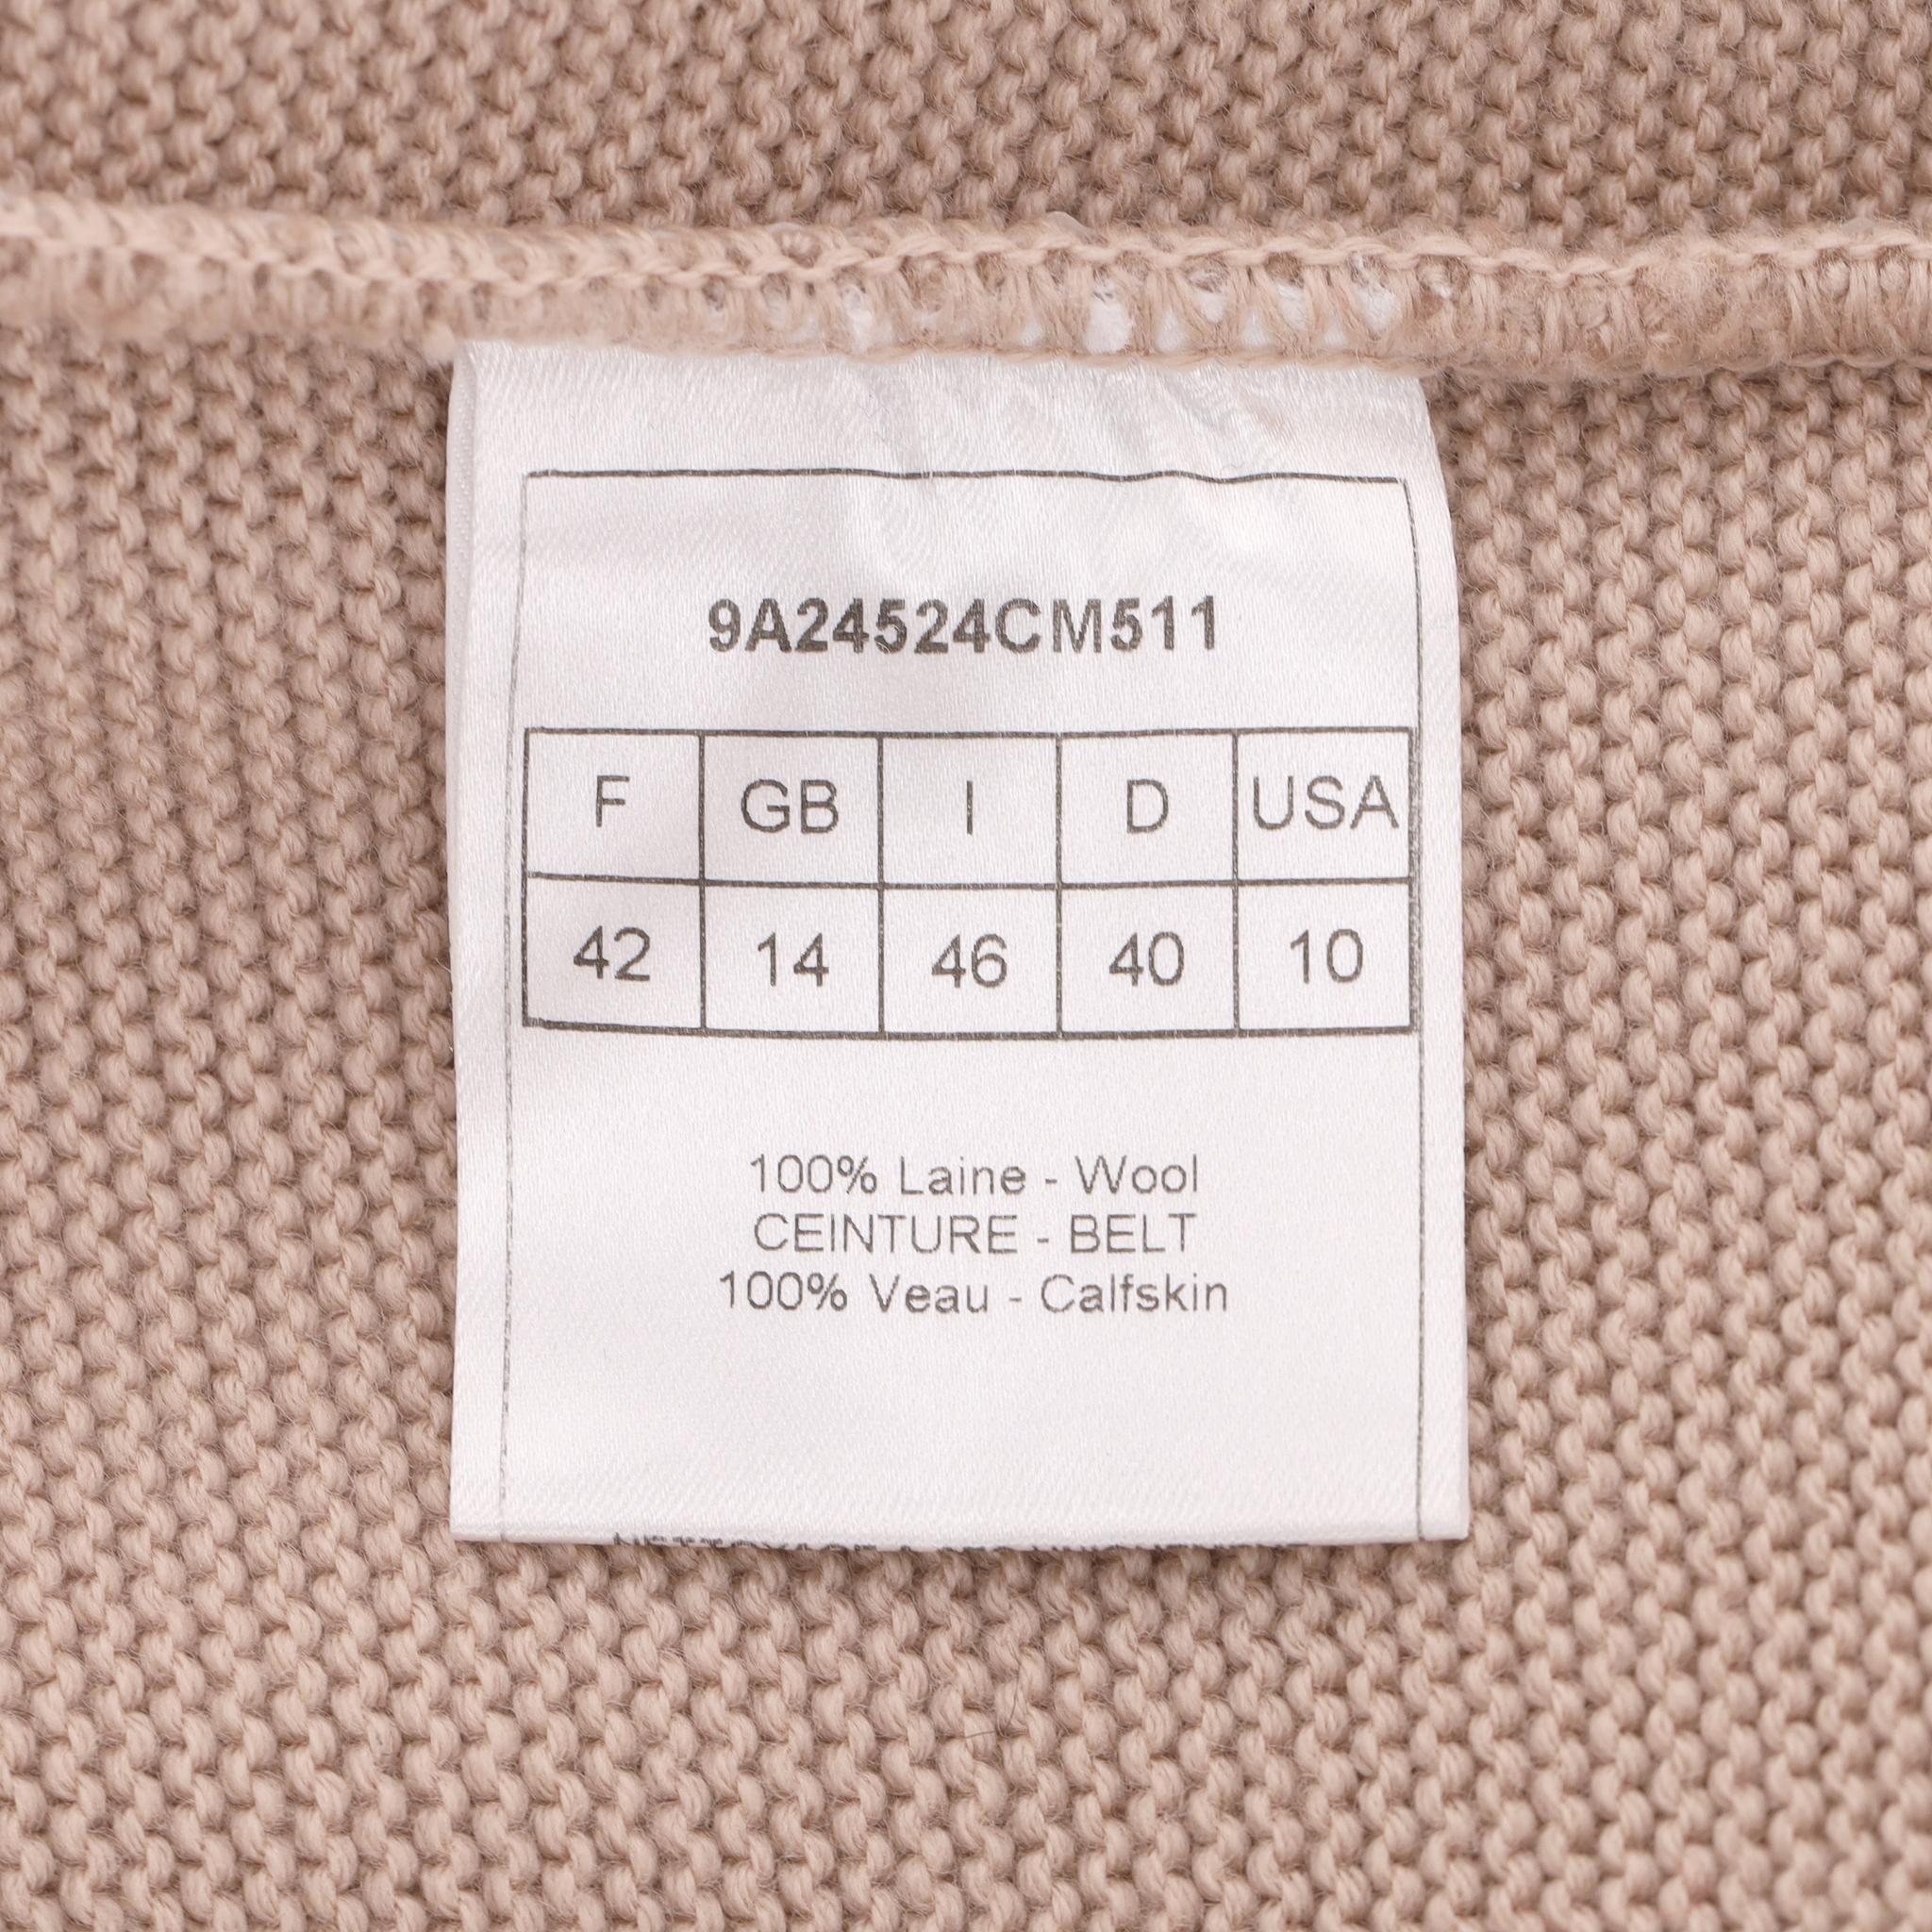 9A24524CM511
F GB I D USA
42 14 46 40 10
100% Laine - Wool
CEINTURE - BELT
100% Veau - Calfskin